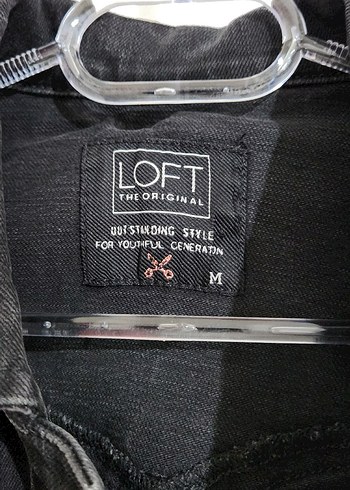 LOFT
THE ORIGINAL
OUTSTANDING STYLE
FOR YOUTHFUL GENERATIN
M